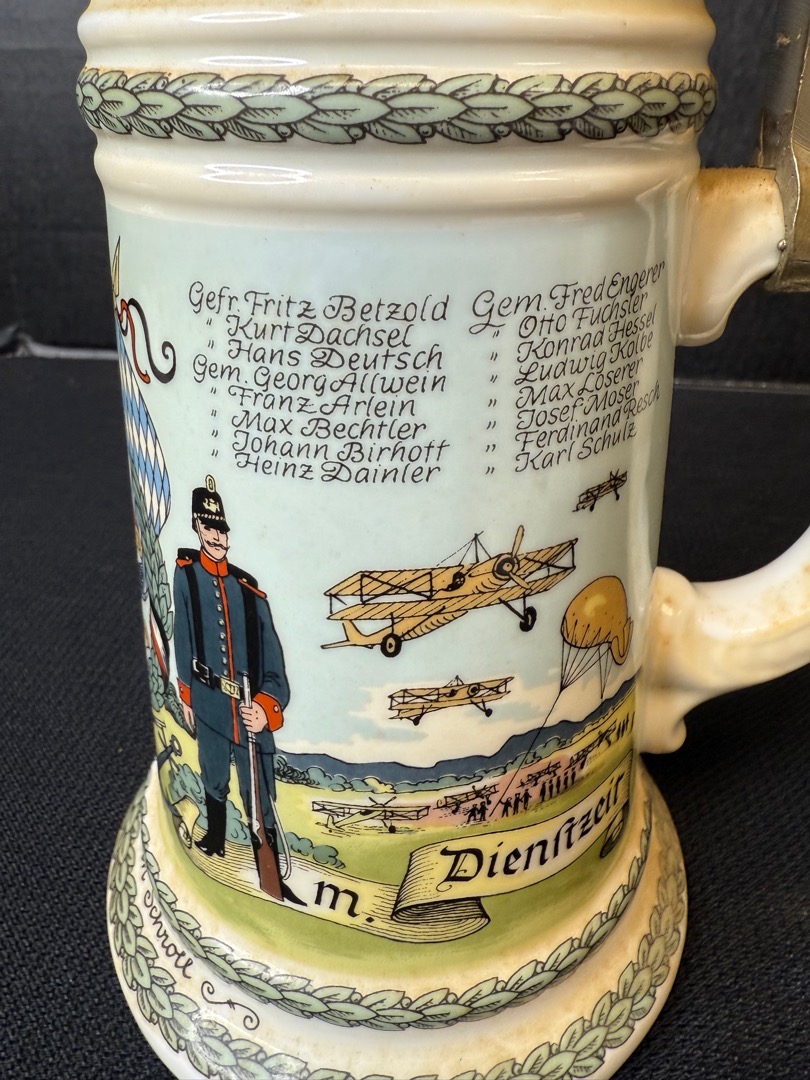 Gefr. Fritz Betzold
" Kurt Dachsel
" Hans Deutsch
Gem. Georg Allwein
" Franz Arlein
" Max Bechtler
" Johann Birhoff
" Heinz Dainler
Gem. Fred Engerer
" Otto Fuchsler
" Konrad Hessel
" Ludwig Kolbe
" Max Löserer
" Josef Moser
" Ferdinand Resch
" Karl Schulz
m. Dienstzeit
Schroll